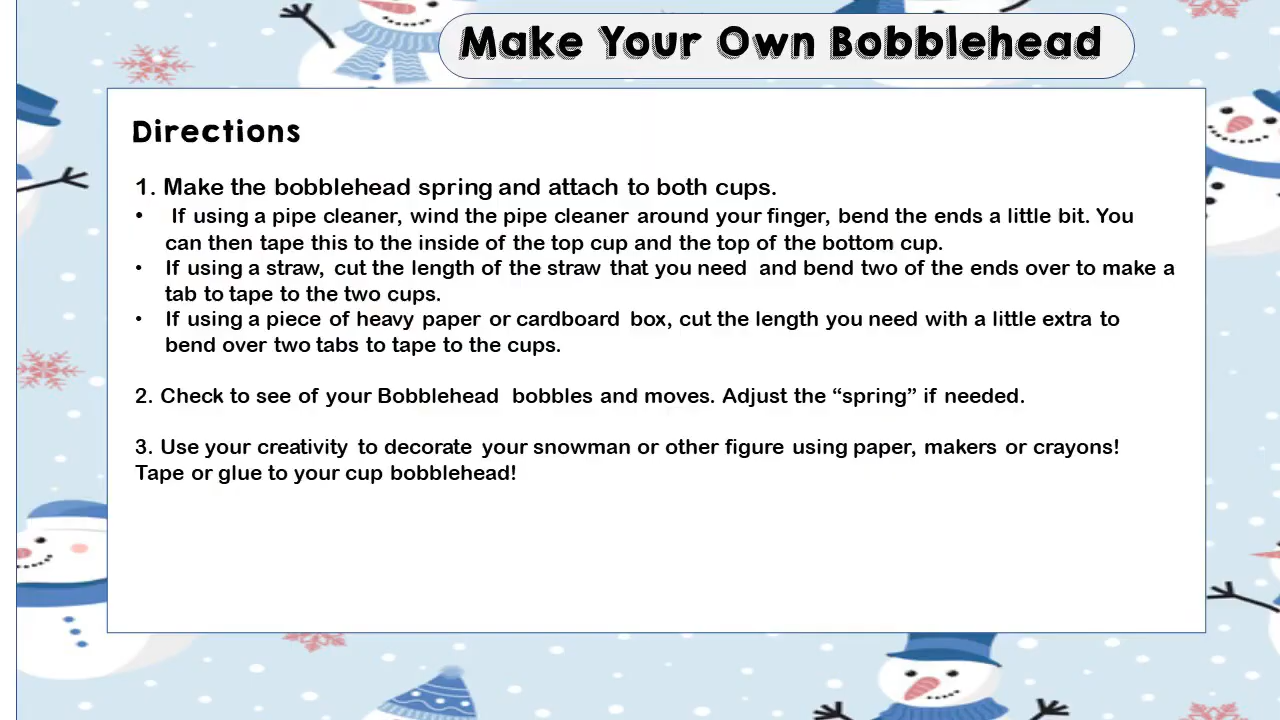 Make Your Own Bobblehead
Directions
1. Make the bobblehead spring and attach to both cups.
• If using a pipe cleaner, wind the pipe cleaner around your finger, bend the ends a little bit. You
can then tape this to the inside of the top cup and the top of the bottom cup.
• If using a straw, cut the length of the straw that you need and bend two of the ends over to make a
tab to tape to the two cups.
• If using a piece of heavy paper or cardboard box, cut the length you need with a little extra to
bend over two tabs to tape to the cups.
2. Check to see of your Bobblehead bobbles and moves. Adjust the “spring” if needed.
3. Use your creativity to decorate your snowman or other figure using paper, makers or crayons!
Tape or glue to your cup bobblehead!